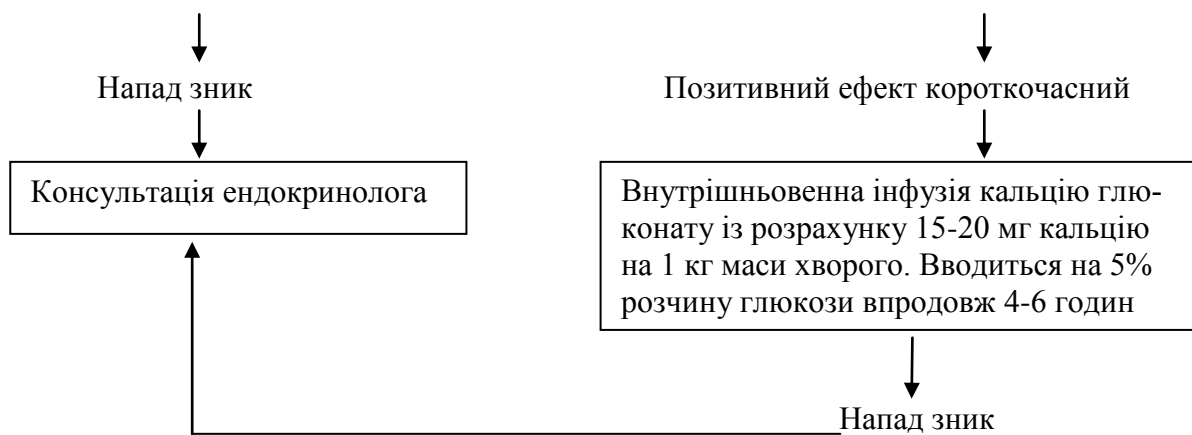 Напад зник
Позитивний ефект короткочасний
Консультація ендокринолога
Внутрішньовенна інфузія кальцію глю-
конату із розрахунку 15-20 мг кальцію
на 1 кг маси хворого. Вводиться на 5%
розчину глюкози впродовж 4-6 годин
Напад зник